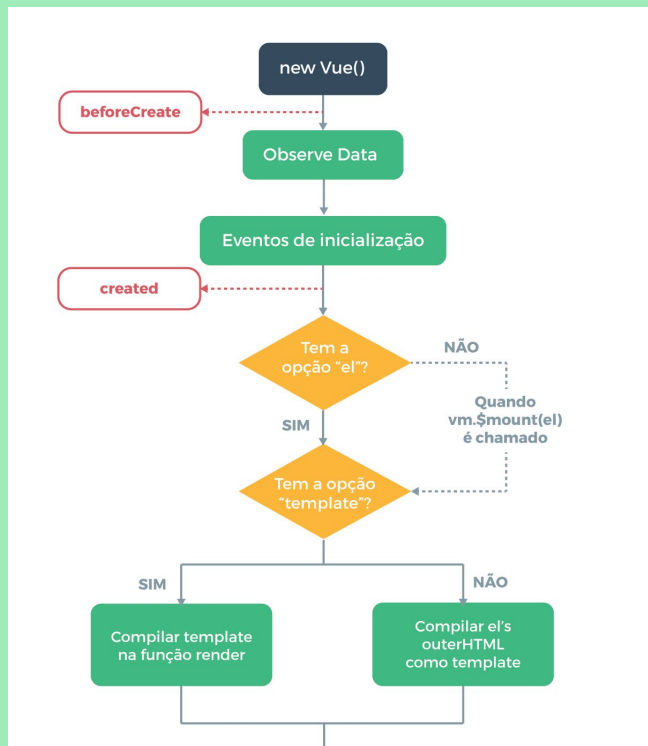 new Vue()
beforeCreate
Observe Data
Eventos de inicialização
created
Tem a
opção "el"?
NÃO
Quando
vm.$mount(el)
é chamado
SIM
Tem a opção
"template"?
SIM
NÃO
Compilar template
na função render
Compilar el's
outerHTML
como template